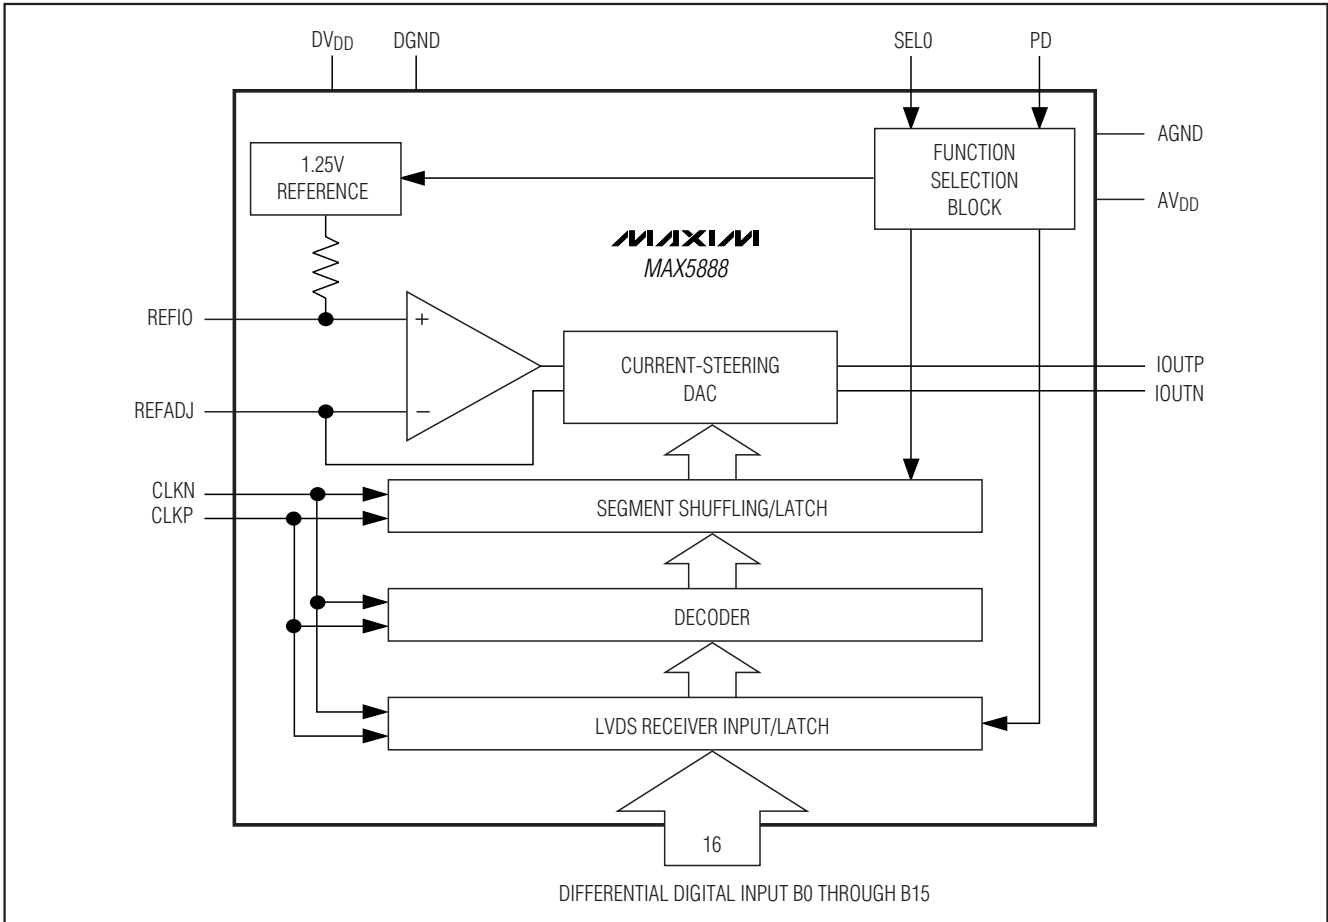 DVDD
DGND
SEL0
PD
AGND
1.25V
REFERENCE
FUNCTION
SELECTION
BLOCK
AVDD
MAXIM
MAX5888
REFIO
+
CURRENT-STEERING
DAC
IOUTP
IOUTN
REFADJ
−
CLKN
CLKP
SEGMENT SHUFFLING/LATCH
DECODER
LVDS RECEIVER INPUT/LATCH
16
DIFFERENTIAL DIGITAL INPUT B0 THROUGH B15